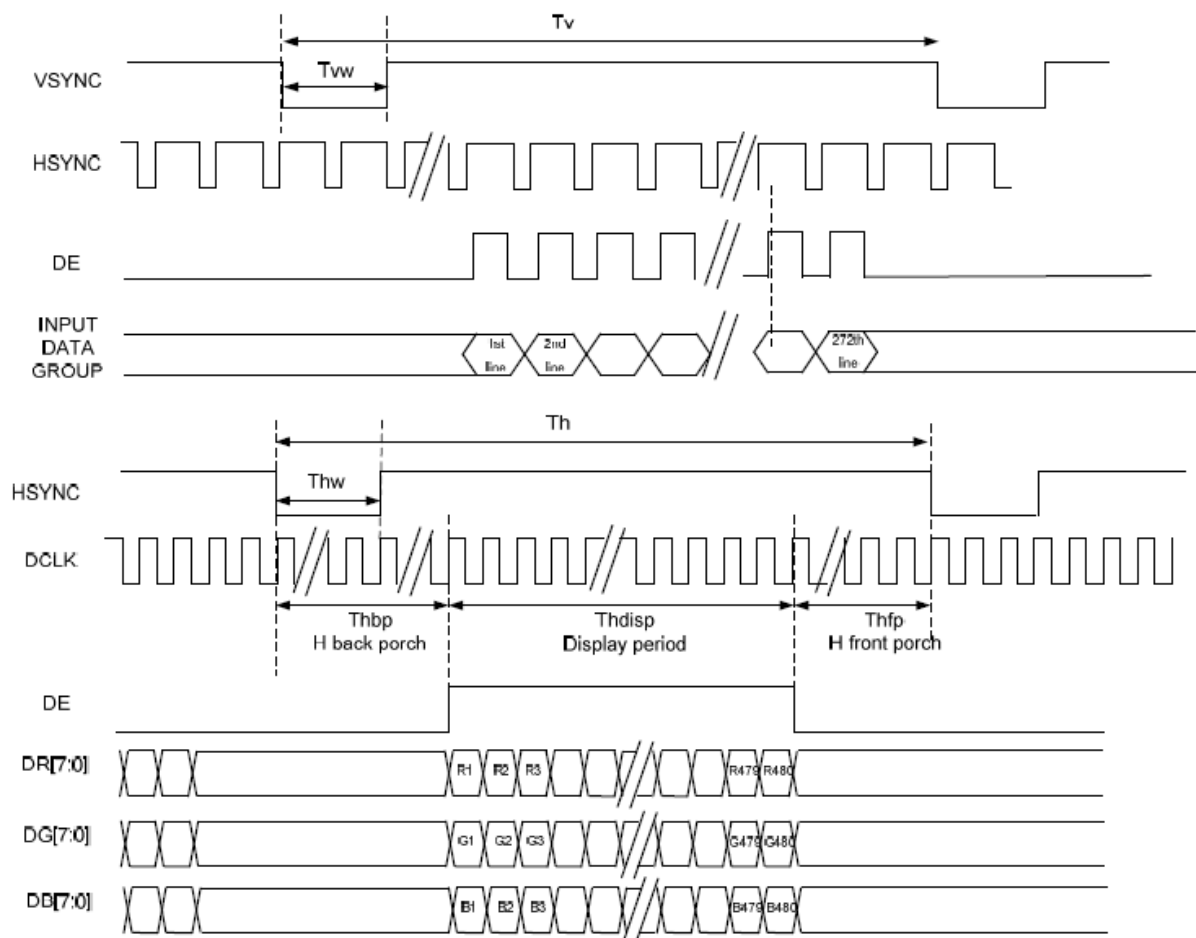 Tv
VSYNC
Tvw
HSYNC
DE
INPUT
DATA
GROUP
1st
line
2nd
line
272th
line
Th
HSYNC
Thw
DCLK
Thbp
H back porch
Thdisp
Display period
Thfp
H front porch
DE
DR[7:0]
R1 R2 R3 R479 R480
DG[7:0]
G1 G2 G3 G479 G480
DB[7:0]
B1 B2 B3 B479 B480